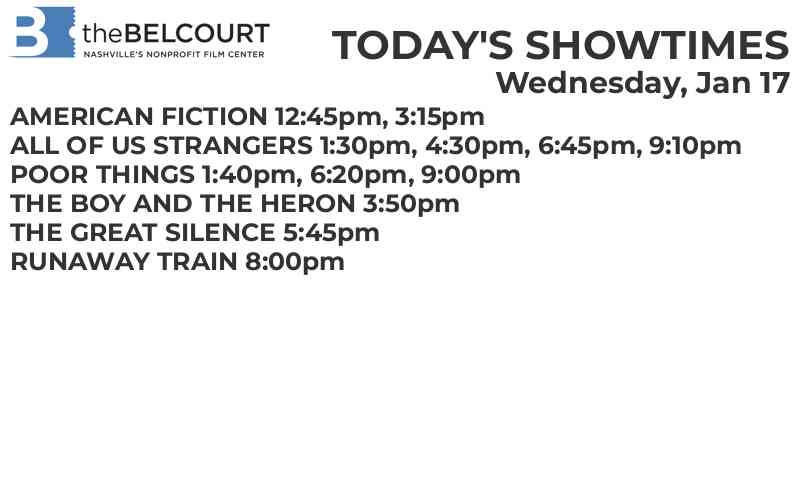 B
theBELCOURT
NASHVILLE'S NONPROFIT FILM CENTER
TODAY'S SHOWTIMES
Wednesday, Jan 17
AMERICAN FICTION 12:45pm, 3:15pm
ALL OF US STRANGERS 1:30pm, 4:30pm, 6:45pm, 9:10pm
POOR THINGS 1:40pm, 6:20pm, 9:00pm
THE BOY AND THE HERON 3:50pm
THE GREAT SILENCE 5:45pm
RUNAWAY TRAIN 8:00pm